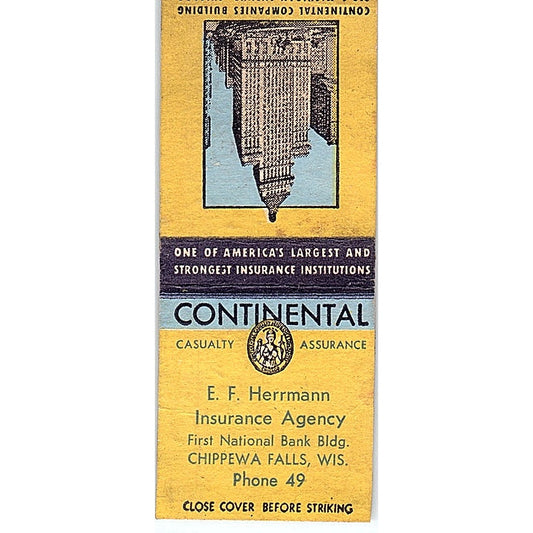 CONTINENTAL COMPANIES BUILDING
ONE OF AMERICA'S LARGEST AND
STRONGEST INSURANCE INSTITUTIONS
CONTINENTAL
CASUALTY ASSURANCE
E. F. Herrmann
Insurance Agency
First National Bank Bldg.
CHIPPEWA FALLS, WIS.
Phone 49
CLOSE COVER BEFORE STRIKING